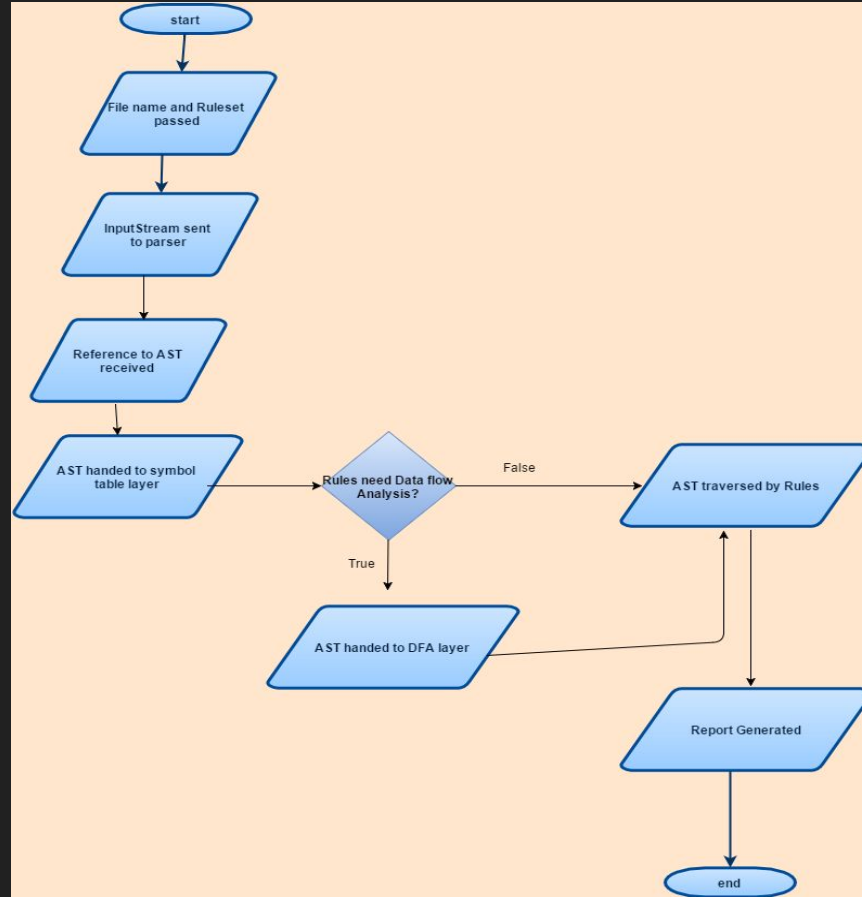 start
File name and Ruleset
passed
InputStream sent
to parser
Reference to AST
received
AST handed to symbol
table layer
Rules need Data flow
Analysis?
False
AST traversed by Rules
True
AST handed to DFA layer
Report Generated
end